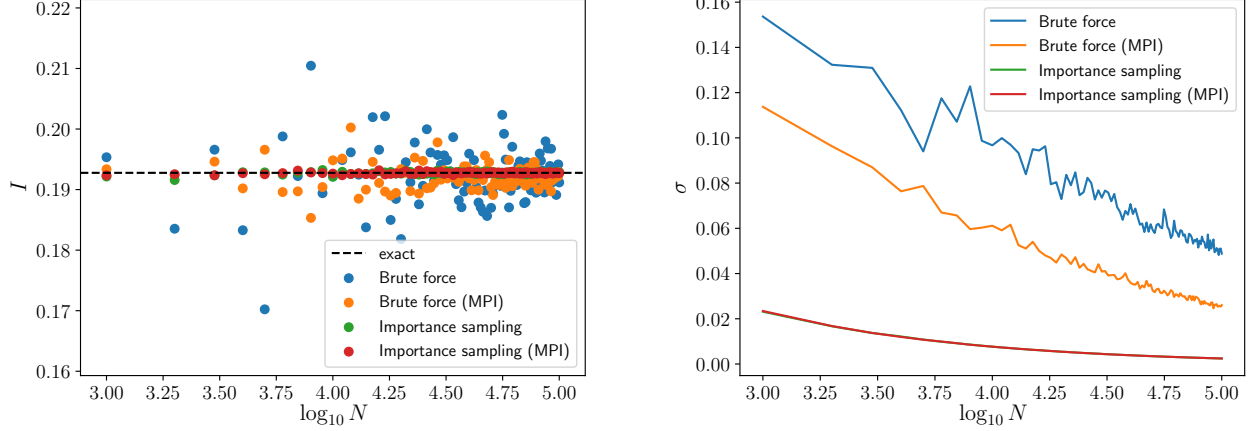 0.22
0.21
0.20
0.19
0.18
0.17
0.16
I
3.00 3.25 3.50 3.75 4.00 4.25 4.50 4.75 5.00
log₁₀ N
exact
Brute force
Brute force (MPI)
Importance sampling
Importance sampling (MPI)
0.16
0.14
0.12
0.10
0.08
0.06
0.04
0.02
0.00
σ
3.00 3.25 3.50 3.75 4.00 4.25 4.50 4.75 5.00
log₁₀ N
Brute force
Brute force (MPI)
Importance sampling
Importance sampling (MPI)